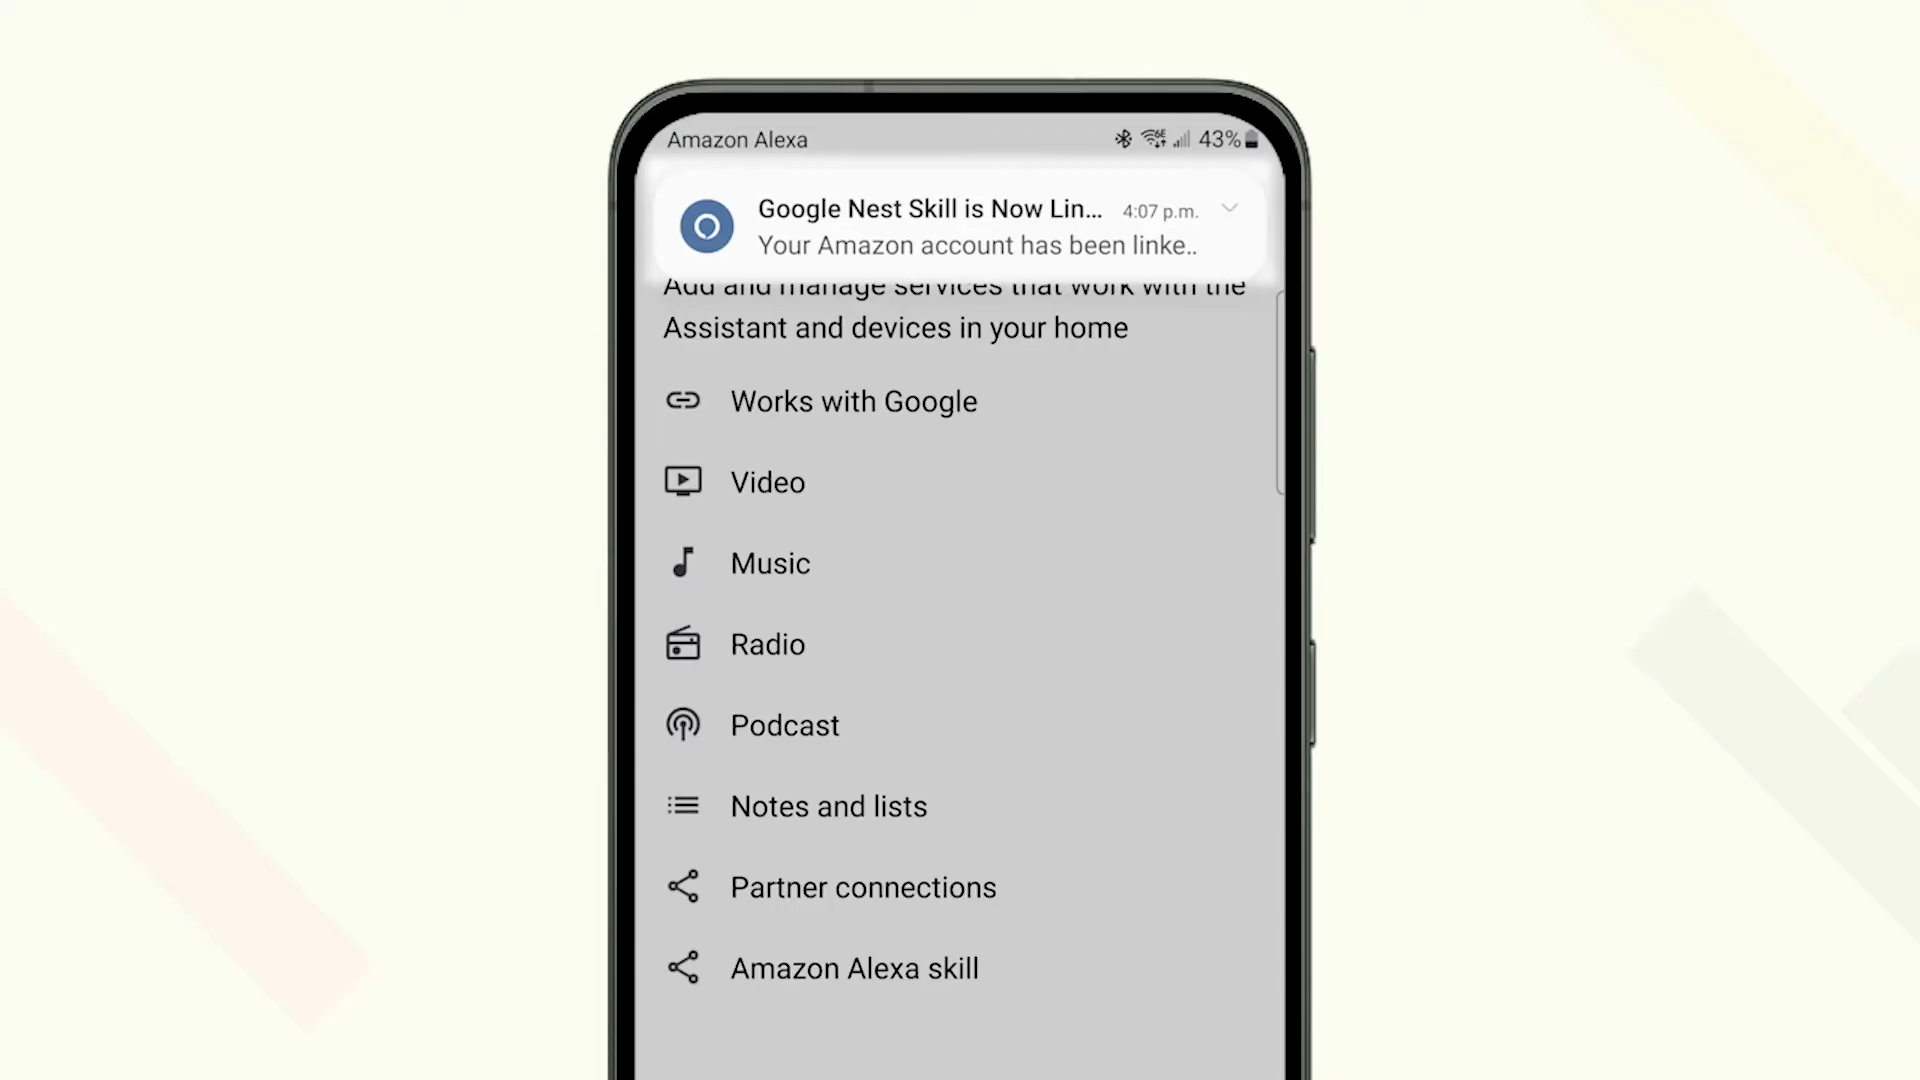 Amazon Alexa 43%
Google Nest Skill is Now Lin... 4:07 p.m.
Your Amazon account has been linke..
Add and manage services that work with the
Assistant and devices in your home
Works with Google
Video
Music
Radio
Podcast
Notes and lists
Partner connections
Amazon Alexa skill